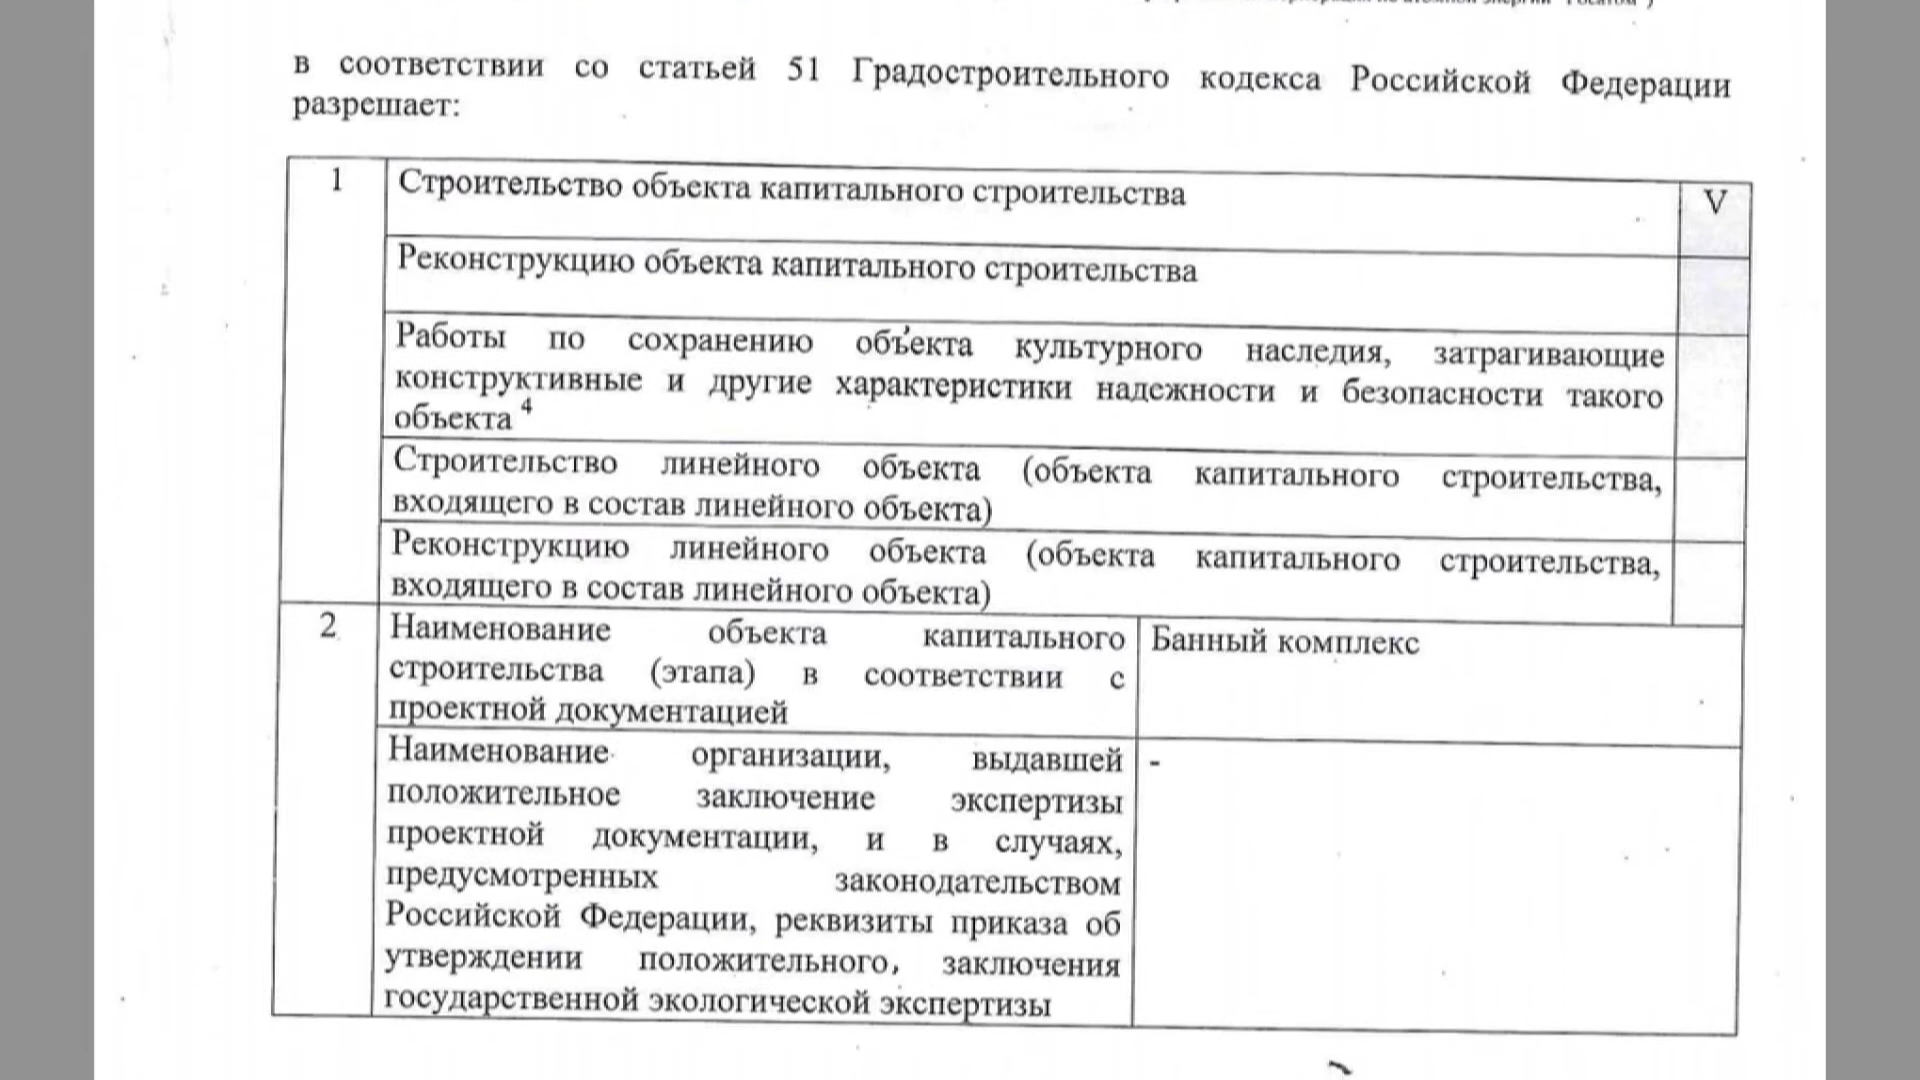 в соответствии со статьей 51 Градостроительного кодекса Российской Федерации
разрешает:
1
Строительство объекта капитального строительства
V
Реконструкцию объекта капитального строительства
Работы по сохранению объекта культурного наследия, затрагивающие
конструктивные и другие характеристики надежности и безопасности такого
объекта 4
Строительство линейного объекта (объекта капитального строительства,
входящего в состав линейного объекта)
Реконструкцию линейного объекта (объекта капитального строительства,
входящего в состав линейного объекта)
2
Наименование объекта капитального
строительства (этапа) в соответствии с
проектной документацией
Банный комплекс
Наименование организации, выдавшей
положительное заключение экспертизы
проектной документации, и в случаях,
предусмотренных законодательством
Российской Федерации, реквизиты приказа об
утверждении положительного, заключения
государственной экологической экспертизы
-